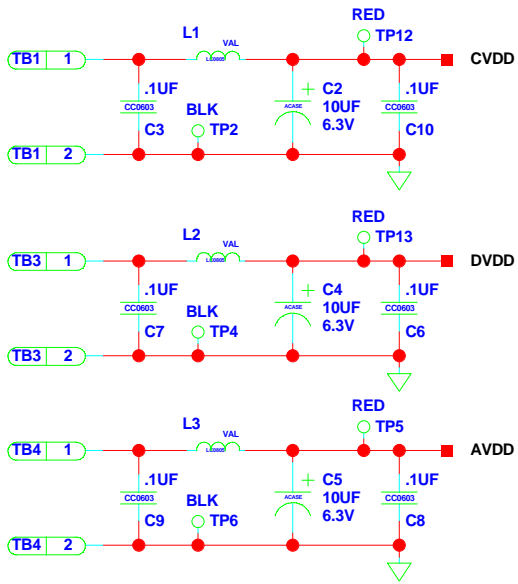 RED
L1
TP12
TB1 1
VAL
CVDD
LC0805
.1UF
C2
.1UF
CC0603
BLK
ACASE
10UF
CC0603
C3
TP2
6.3V
C10
TB1 2
RED
L2
TP13
TB3 1
VAL
DVDD
LC0805
.1UF
C4
.1UF
CC0603
BLK
ACASE
10UF
CC0603
C7
TP4
6.3V
C6
TB3 2
RED
L3
TP5
TB4 1
VAL
AVDD
LC0805
.1UF
C5
.1UF
CC0603
BLK
ACASE
10UF
CC0603
C9
TP6
6.3V
C8
TB4 2